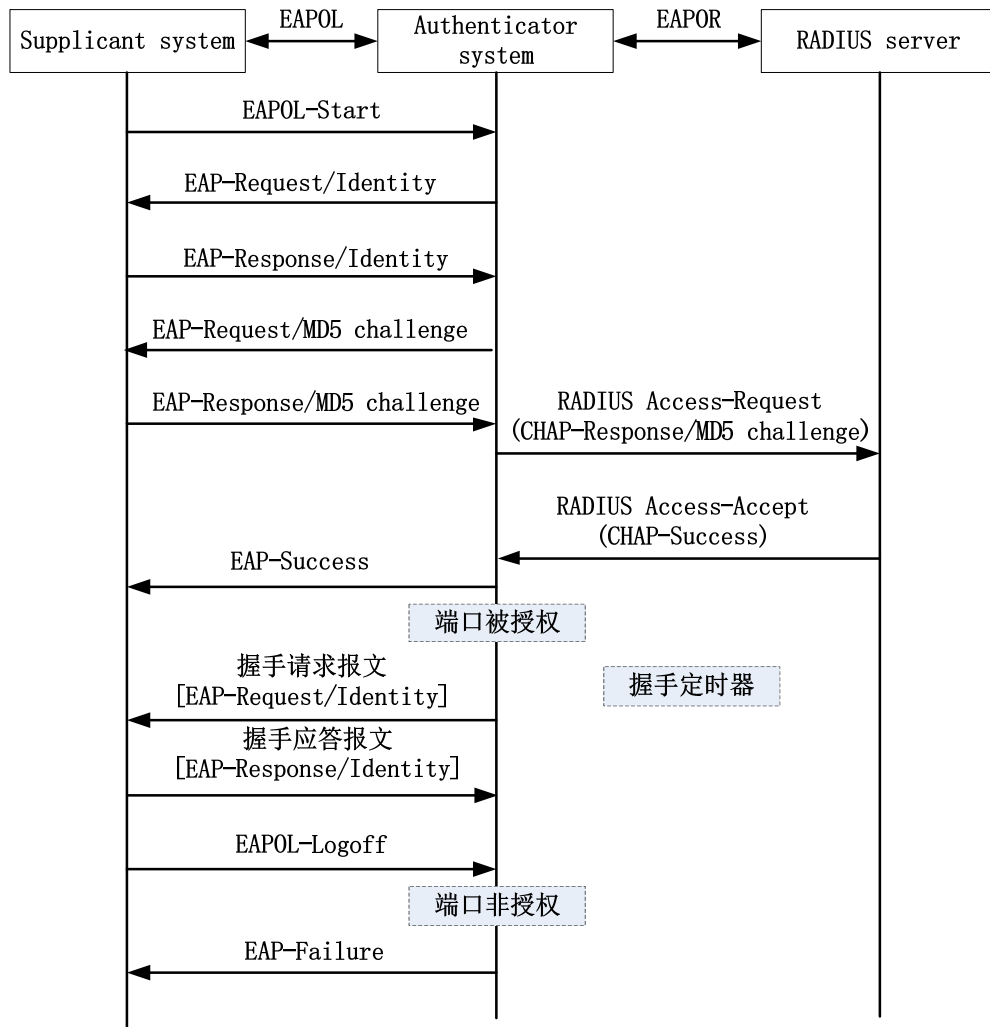 Supplicant system
EAPOL
Authenticator
system
EAPOR
RADIUS server
EAPOL-Start
EAP-Request/Identity
EAP-Response/Identity
EAP-Request/MD5 challenge
EAP-Response/MD5 challenge
RADIUS Access-Request
(CHAP-Response/MD5 challenge)
RADIUS Access-Accept
(CHAP-Success)
EAP-Success
端口被授权
握手请求报文
[EAP-Request/Identity]
握手定时器
握手应答报文
[EAP-Response/Identity]
EAPOL-Logoff
端口非授权
EAP-Failure